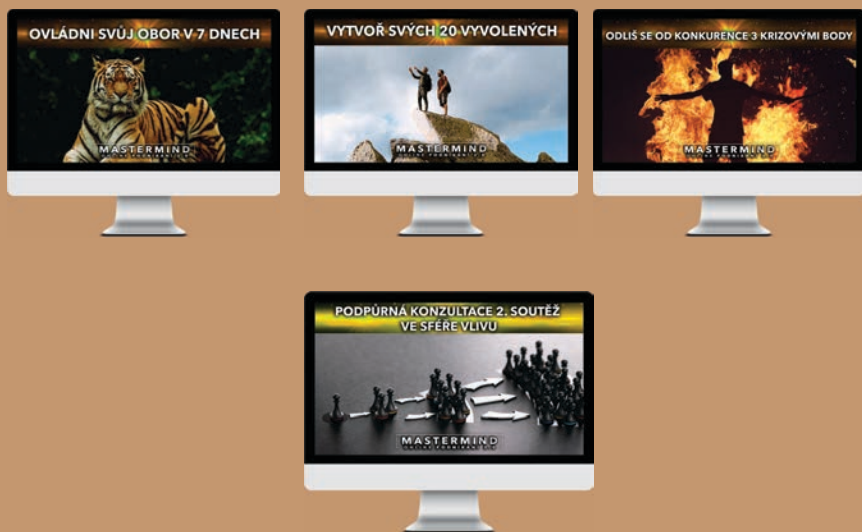 OVLÁDNI SVŮJ OBOR V 7 DNECH
MASTERMIND
VYTVOŘ SVÝCH 20 VYVOLENÝCH
MASTERMIND
ODLIŠ SE OD KONKURENCE 3 KRIZOVÝMI BODY
MASTERMIND
PODPŮRNÁ KONZULTACE 2. SOUTĚŽ
VE SFÉŘE VLIVU
MASTERMIND